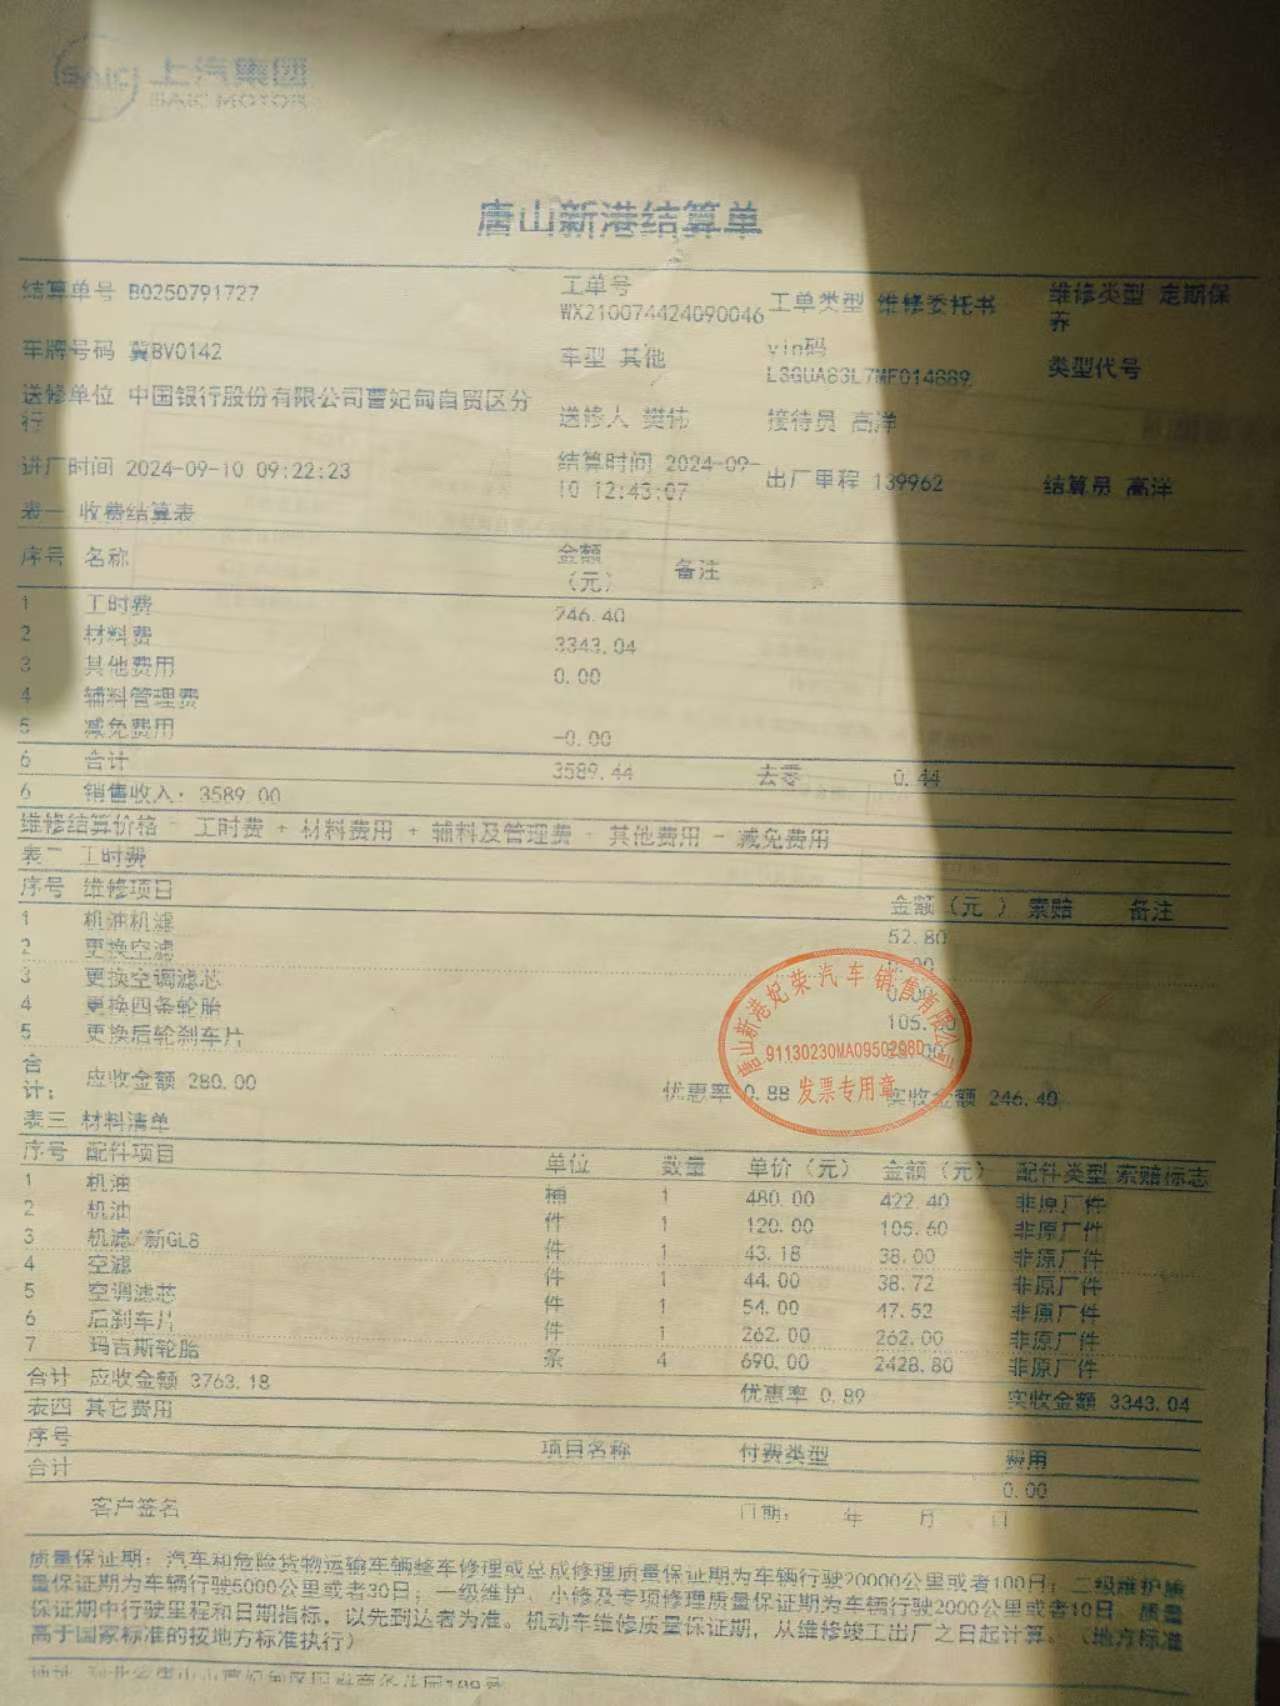 SAIC 上汽集团
SAIC MOTOR
唐山新港结算单
结算单号 B0250791727 工单号 WX210074424090046 工单类型 维修委托书 维修类型 定期保养
车牌号码 冀BV0142 车型 其他 vin码 LSGUA83L7MF014889 类型代号
送修单位 中国银行股份有限公司曹妃甸自贸区分行 送修人 樊伟 接待员 高洋
进厂时间 2024-09-10 09:22:23 结算时间 2024-09-10 12:43:07 出厂里程 139962 结算员 高洋
表一 收费结算表
序号 名称 金额（元） 备注
1 工时费 246.40
2 材料费 3343.04
3 其他费用 0.00
4 辅料管理费
5 减免费用 -0.00
6 合计 3589.44 去零 0.44
6 销售收入: 3589.00
维修结算价格 = 工时费 + 材料费用 + 辅料及管理费 + 其他费用 - 减免费用
表二 工时费
序号 维修项目 金额（元） 索赔 备注
1 机油机滤 52.80
2 更换空滤 0.00
3 更换空调滤芯 0.00
4 更换四条轮胎 105.60
5 更换后轮刹车片
合计: 应收金额 280.00 优惠率 0.88 实收金额 246.40
唐山新港妃荣汽车销售有限公司
91130230MA0950298D
发票专用章
表三 材料清单
序号 配件项目 单位 数量 单价（元） 金额（元） 配件类型 索赔标志
1 机油 桶 1 480.00 422.40 非原厂件
2 机油 件 1 120.00 105.60 非原厂件
3 机滤/新GL8 件 1 43.18 38.00 非原厂件
4 空滤 件 1 44.00 38.72 非原厂件
5 空调滤芯 件 1 54.00 47.52 非原厂件
6 后刹车片 件 1 262.00 262.00 非原厂件
7 玛吉斯轮胎 条 4 690.00 2428.80 非原厂件
合计 应收金额 3763.18 优惠率 0.89 实收金额 3343.04
表四 其它费用
序号 项目名称 付费类型 费用
合计 0.00
客户签名 日期: 年 月 日
质量保证期: 汽车和危险货物运输车辆整车修理或总成修理质量保证期为车辆行驶20000公里或者100日; 二级维护质
量保证期为车辆行驶5000公里或者30日; 一级维护、小修及专项修理质量保证期为车辆行驶2000公里或者10日 质量
保证期中行驶里程和日期指标, 以先到达者为准。机动车维修质量保证期, 从维修竣工出厂之日起计算。（地方标准
高于国家标准的按地方标准执行）